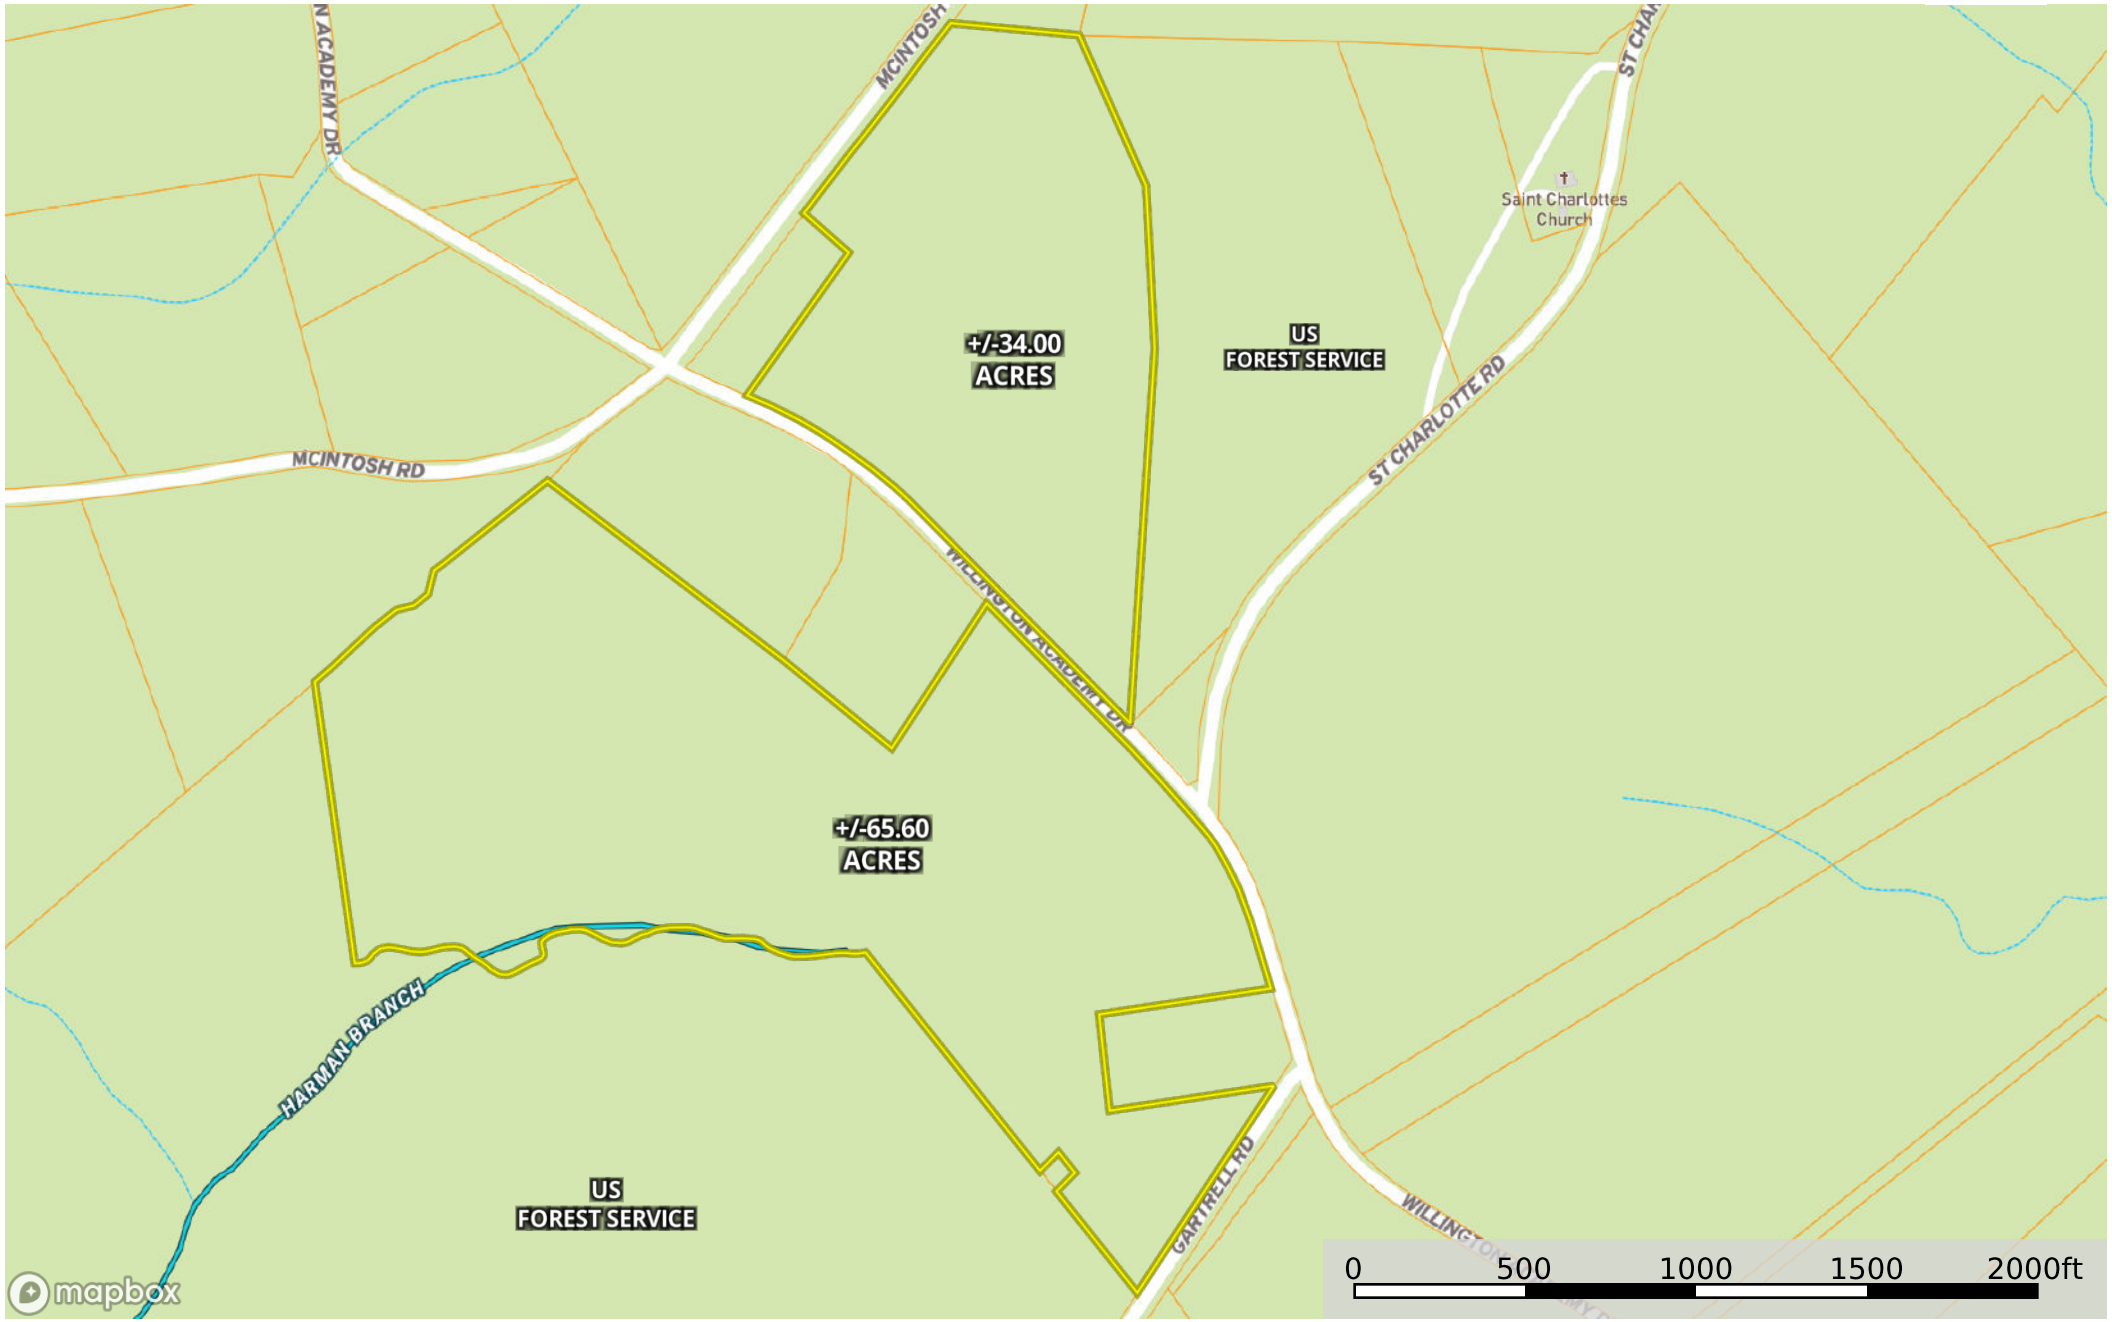 N ACADEMY DR
MCINTOSH
ST CHAR
Saint Charlottes
Church
+/-34.00
ACRES
US
FOREST SERVICE
ST CHARLOTTE RD
MCINTOSH RD
WILLINGTON ACADEMY DR
+/-65.60
ACRES
HARMAN BRANCH
US
FOREST SERVICE
GARTRELL RD
WILLINGTON
0 500 1000 1500 2000ft
mapbox